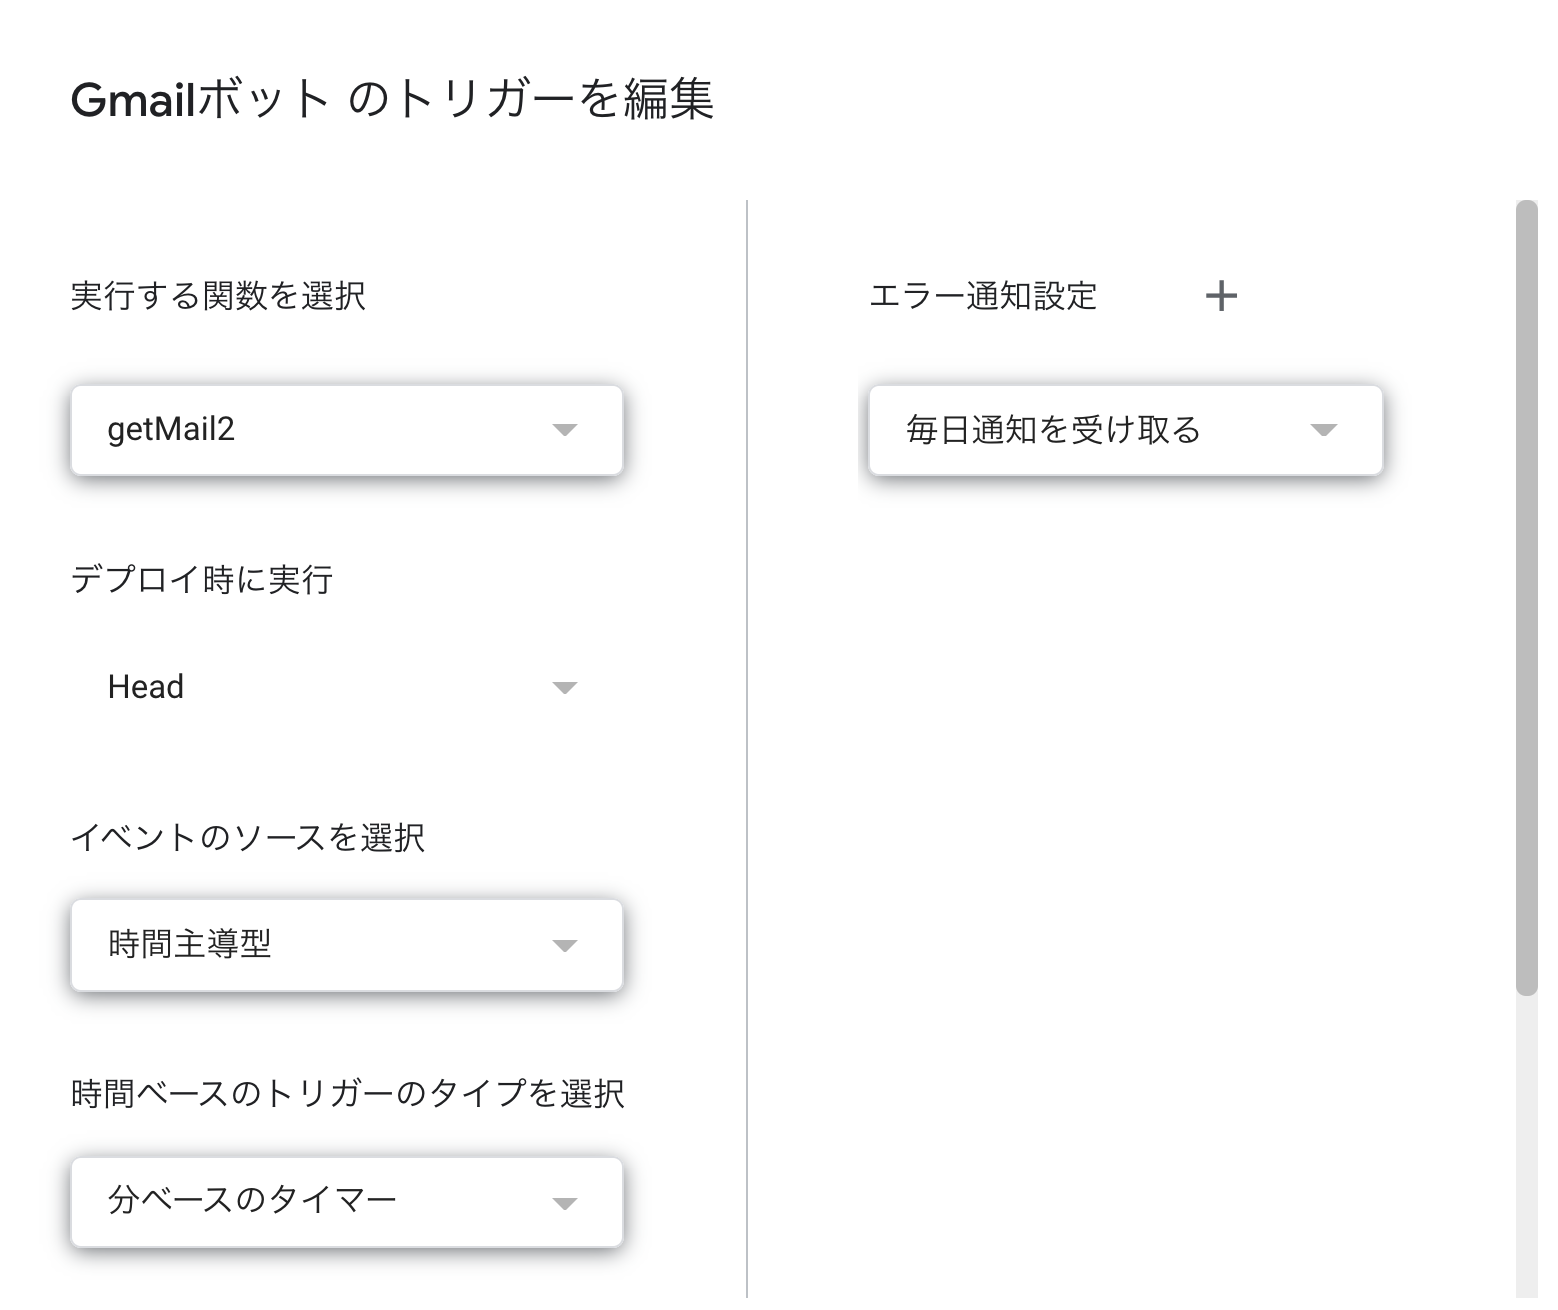 Gmailボット のトリガーを編集
実行する関数を選択
getMail2
デプロイ時に実行
Head
イベントのソースを選択
時間主導型
時間ベースのトリガーのタイプを選択
分ベースのタイマー
エラー通知設定
毎日通知を受け取る